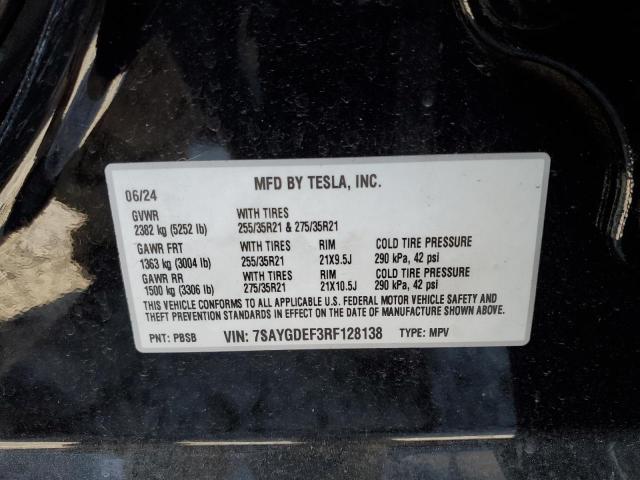 06/24 MFD BY TESLA, INC.
GVWR WITH TIRES
2382 kg (5252 lb) 255/35R21 & 275/35R21
GAWR FRT WITH TIRES RIM COLD TIRE PRESSURE
1363 kg (3004 lb) 255/35R21 21X9.5J 290 kPa, 42 psi
GAWR RR WITH TIRES RIM COLD TIRE PRESSURE
1500 kg (3306 lb) 275/35R21 21X10.5J 290 kPa, 42 psi
THIS VEHICLE CONFORMS TO ALL APPLICABLE U.S. FEDERAL MOTOR VEHICLE SAFETY AND
THEFT PREVENTION STANDARDS IN EFFECT ON THE DATE OF MANUFACTURE SHOWN ABOVE.
PNT: PBSB VIN: 7SAYGDEF3RF128138 TYPE: MPV